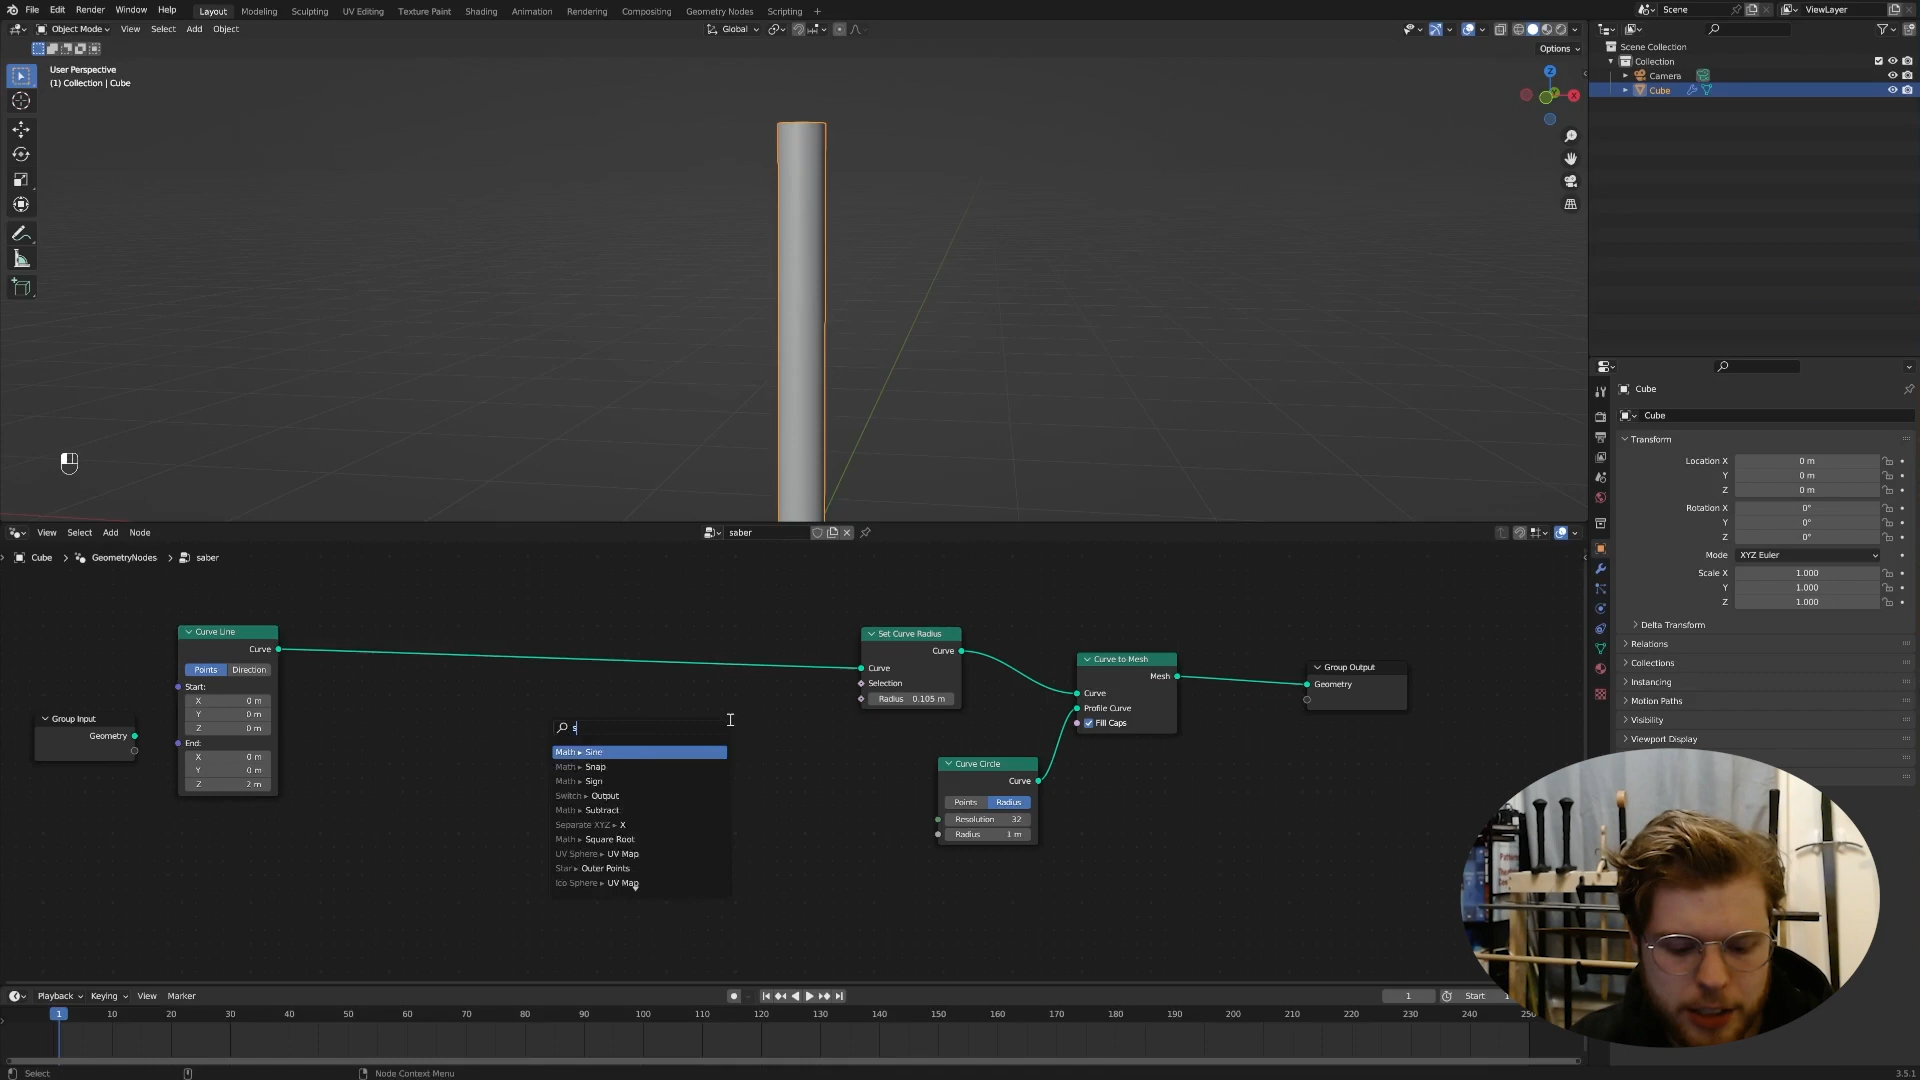 File Edit Render Window Help Layout Modeling Sculpting UV Editing Texture Paint Shading Animation Rendering Compositing Geometry Nodes Scripting + Scene ViewLayer
Object Mode View Select Add Object Global
Options
User Perspective
(1) Collection | Cube
Z
X
Scene Collection
Collection
Camera
Cube
Cube
Cube
Transform
Location X 0 m
Y 0 m
Z 0 m
Rotation X 0°
Y 0°
Z 0°
Mode XYZ Euler
Scale X 1.000
Y 1.000
Z 1.000
Delta Transform
Relations
Collections
Instancing
Motion Paths
Visibility
Viewport Display
View Select Add Node saber
Cube > GeometryNodes > saber
Group Input
Geometry
Curve Line
Curve
Points Direction
Start:
X 0 m
Y 0 m
Z 0 m
End:
X 0 m
Y 0 m
Z 2 m
s
Math ▸ Sine
Math ▸ Snap
Math ▸ Sign
Switch ▸ Output
Math ▸ Subtract
Separate XYZ ▸ X
Math ▸ Square Root
UV Sphere ▸ UV Map
Star ▸ Outer Points
Ico Sphere ▸ UV Map
Set Curve Radius
Curve
Curve
Selection
Radius 0.105 m
Curve Circle
Curve
Points Radius
Resolution 32
Radius 1 m
Curve to Mesh
Mesh
Curve
Profile Curve
Fill Caps
Group Output
Geometry
Playback Keying View Marker 1 Start
1 10 20 30 40 50 60 70 80 90 100 110 120 130 140 150 160 170 180 190 200 210 220 230 240 250
Select Node Context Menu 3.5.1